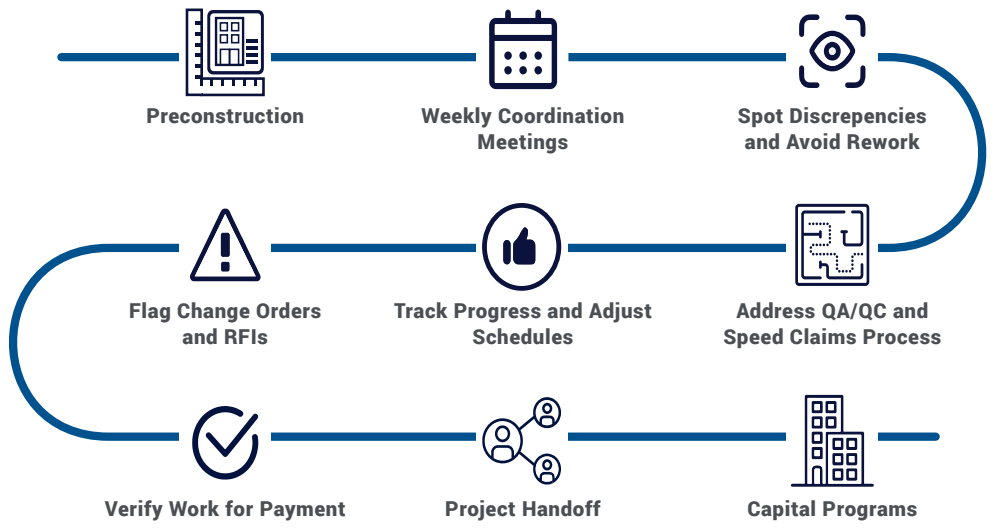 Preconstruction
Weekly Coordination
Meetings
Spot Discrepencies
and Avoid Rework
Flag Change Orders
and RFIs
Track Progress and Adjust
Schedules
Address QA/QC and
Speed Claims Process
Verify Work for Payment
Project Handoff
Capital Programs